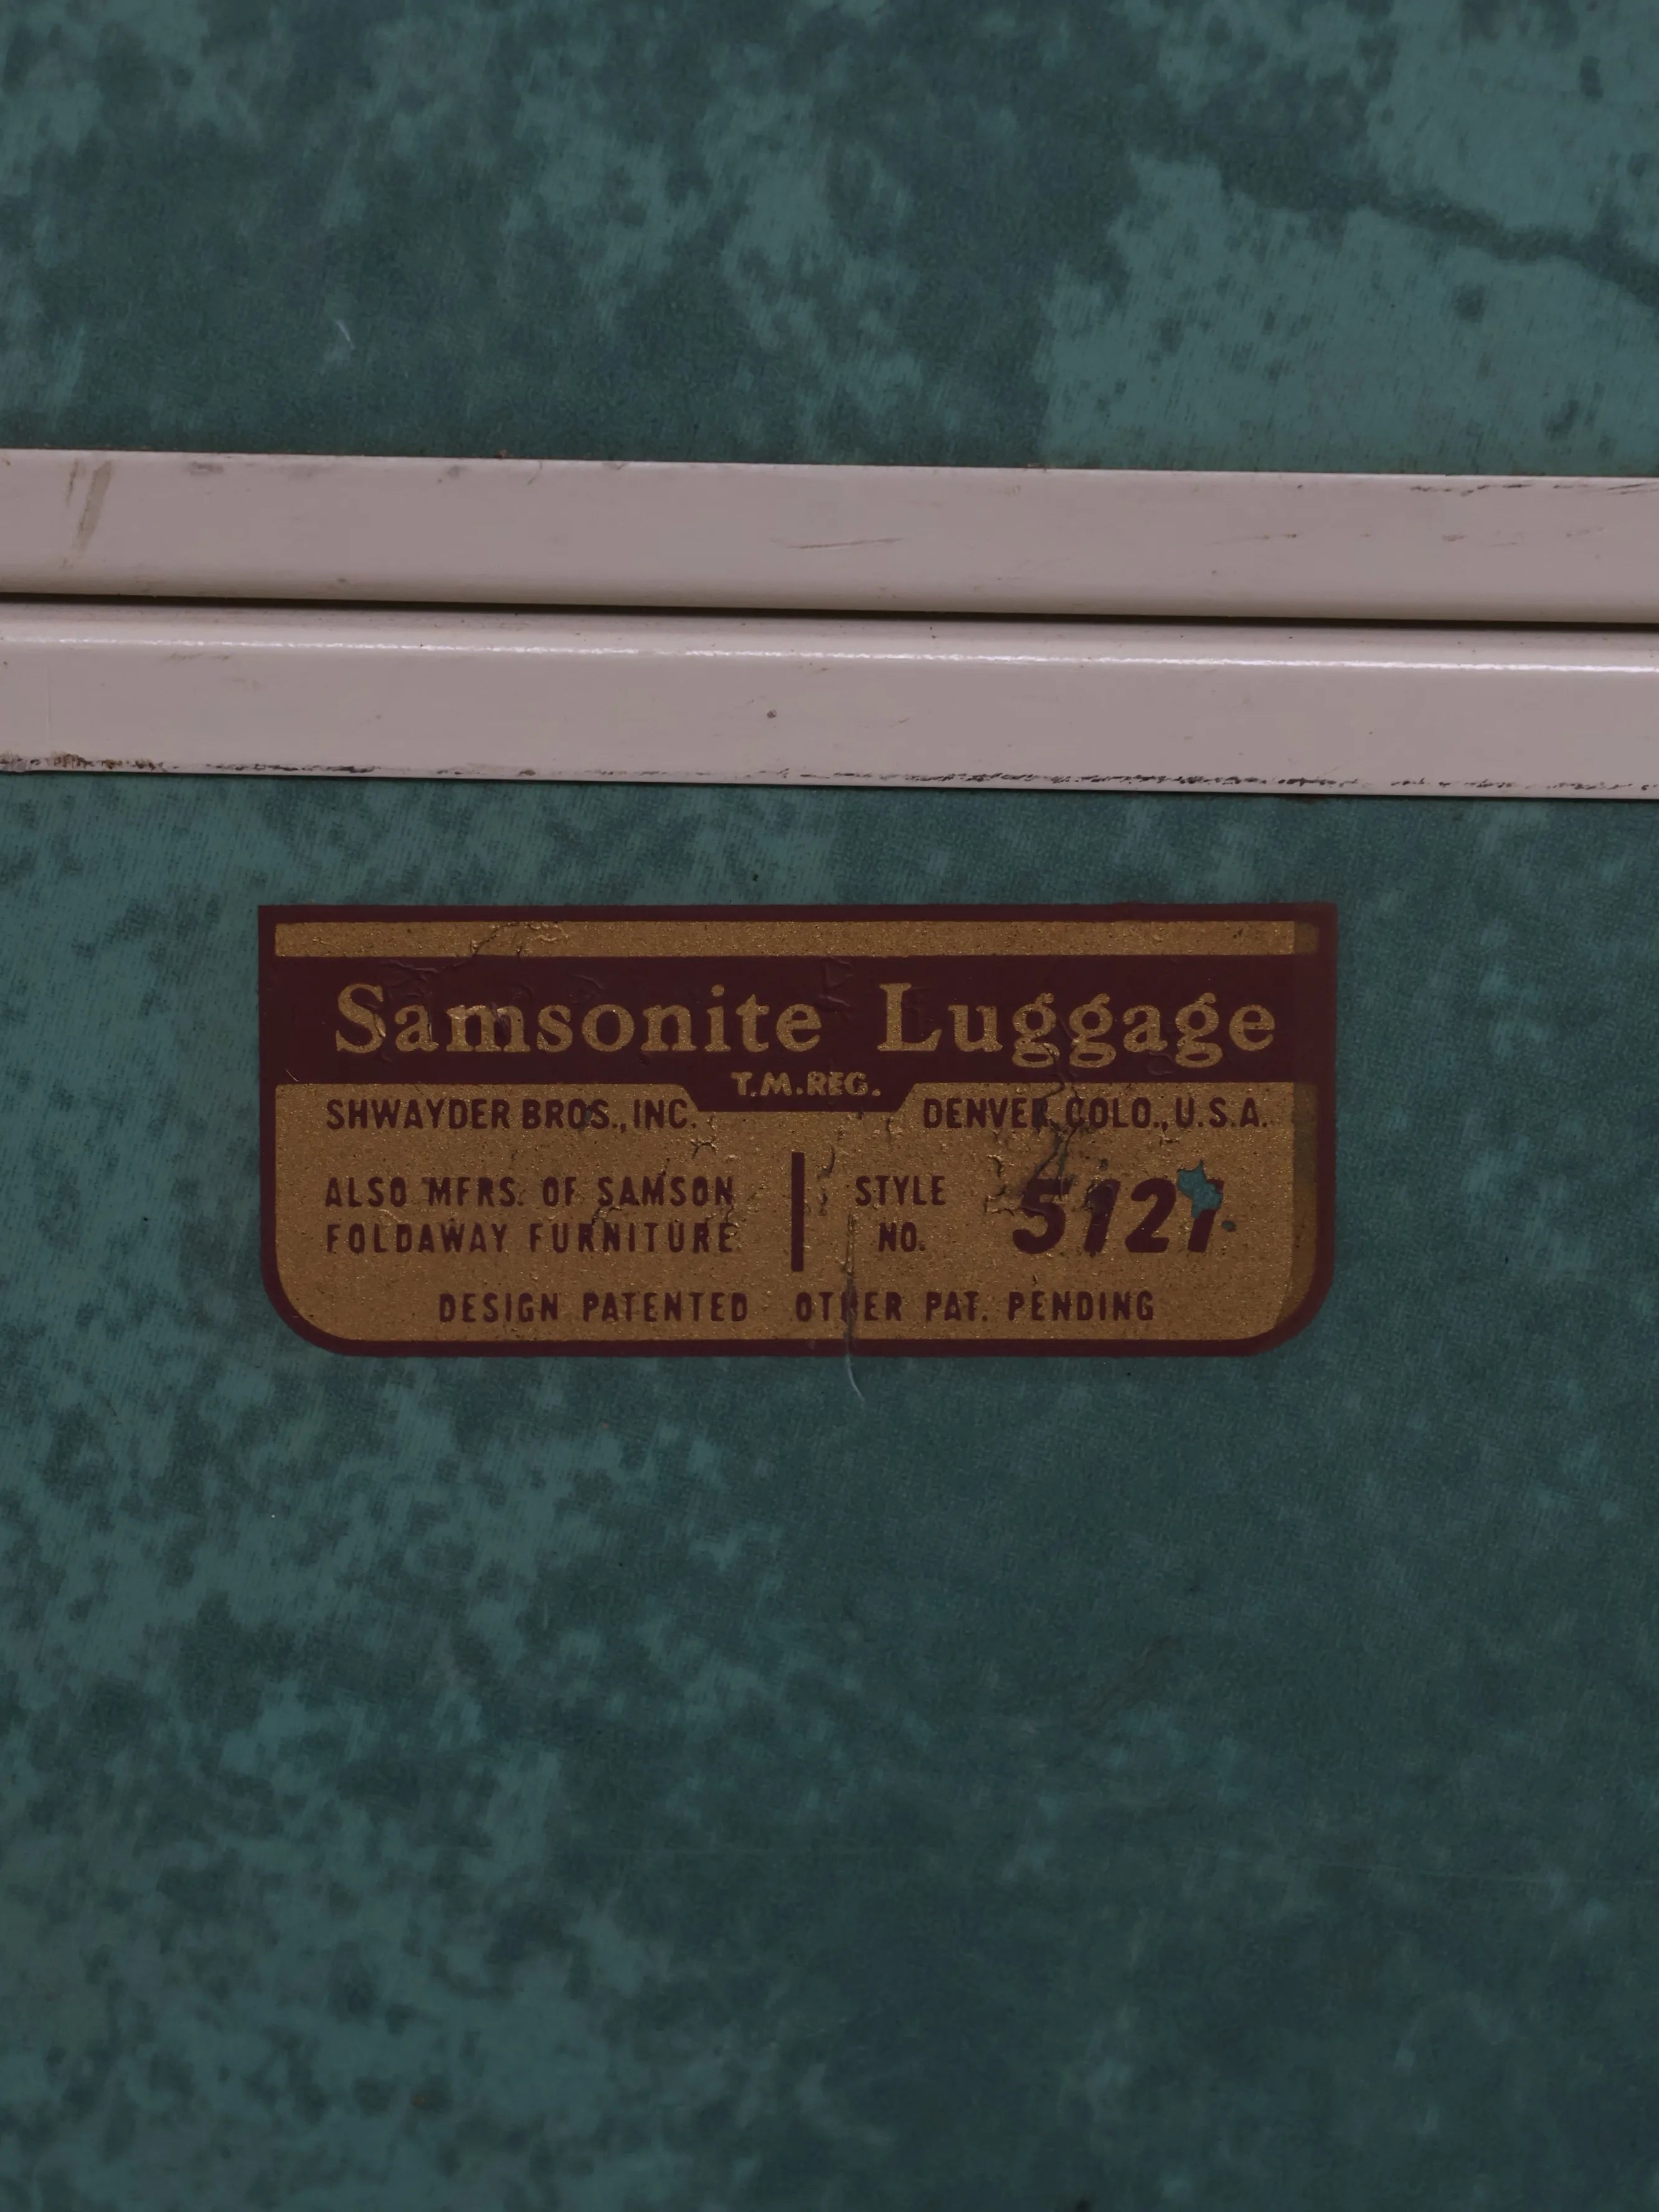 Samsonite Luggage
T.M.REG.
SHWAYDER BROS., INC. DENVER, COLO., U.S.A.
ALSO MFRS. OF SAMSON
FOLDAWAY FURNITURE
STYLE
NO.
DESIGN PATENTED OTHER PAT. PENDING